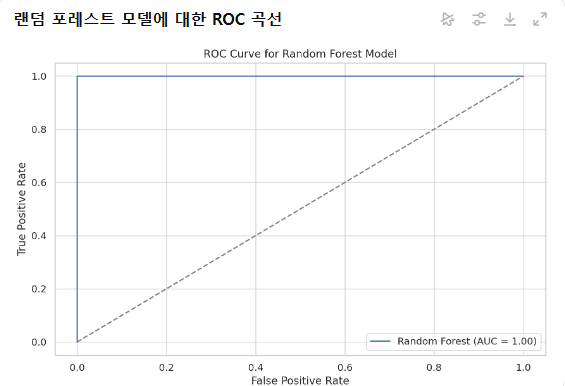 랜덤 포레스트 모델에 대한 ROC 곡선
ROC Curve for Random Forest Model
True Positive Rate
1.0
0.8
0.6
0.4
0.2
0.0
Random Forest (AUC = 1.00)
0.0 0.2 0.4 0.6 0.8 1.0
False Positive Rate